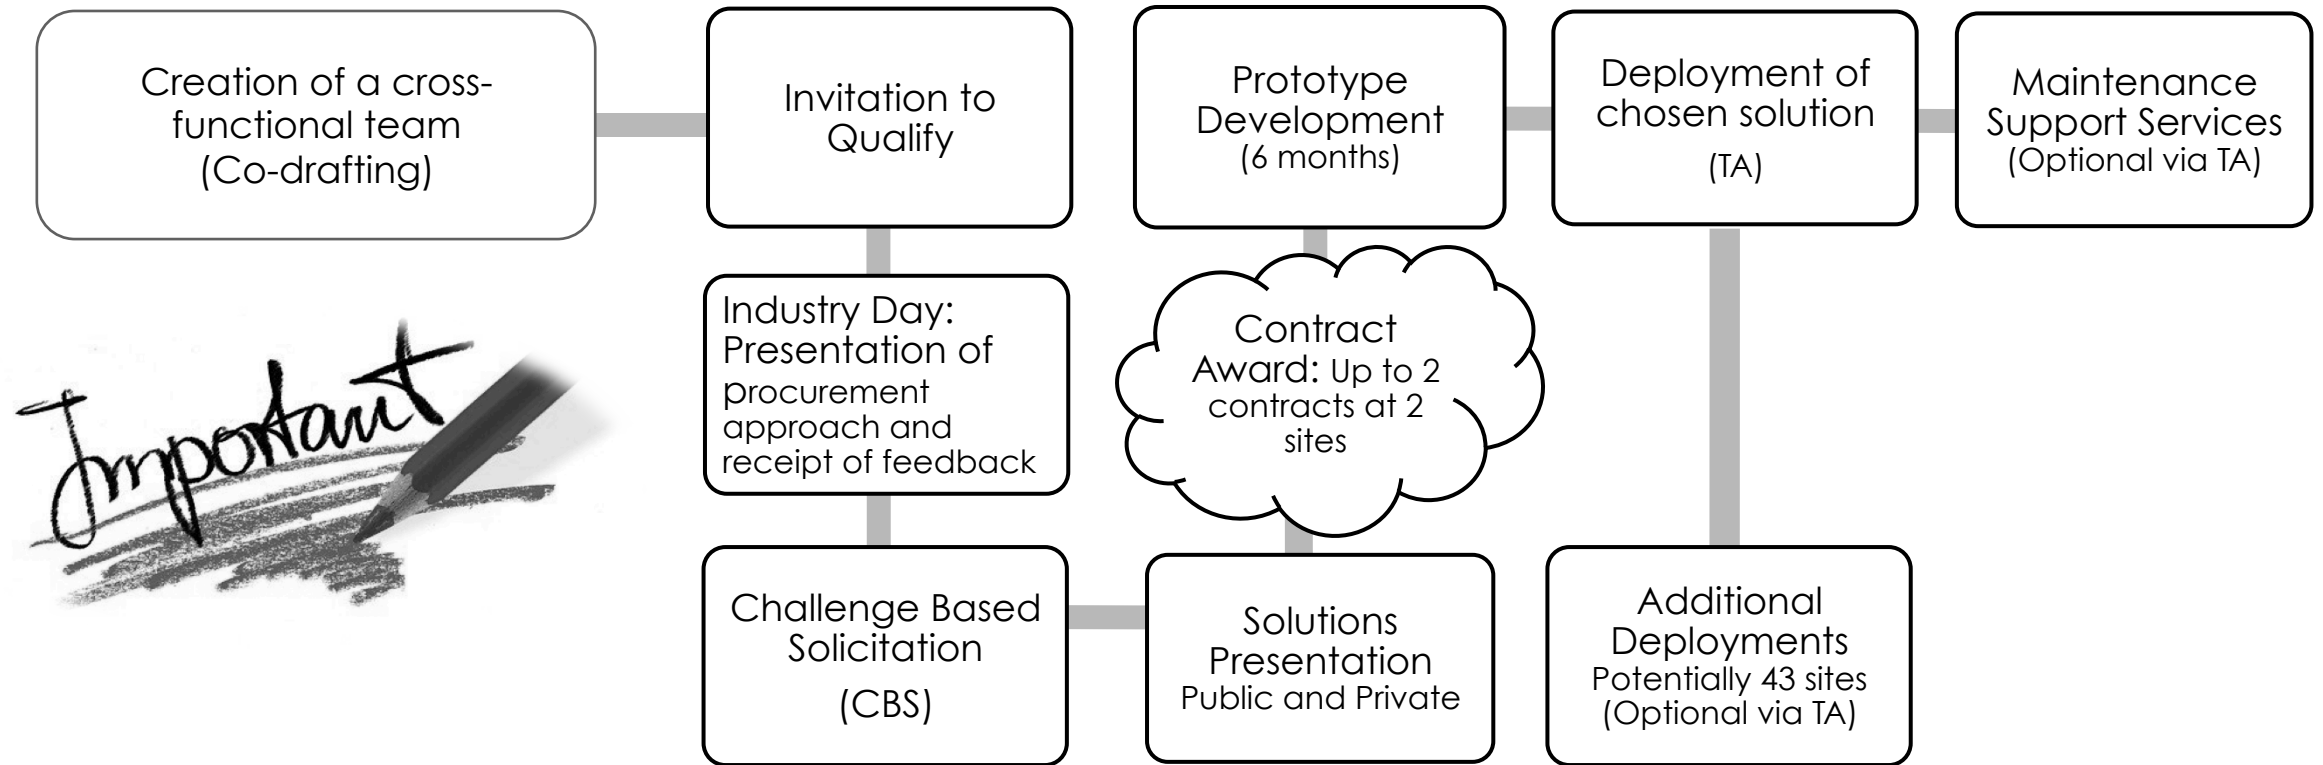 Creation of a cross-
functional team
(Co-drafting)
Invitation to
Qualify
Industry Day:
Presentation of
procurement
approach and
receipt of feedback
Challenge Based
Solicitation
(CBS)
Solutions
Presentation
Public and Private
Contract
Award: Up to 2
contracts at 2
sites
Prototype
Development
(6 months)
Deployment of
chosen solution
(TA)
Maintenance
Support Services
(Optional via TA)
Additional
Deployments
Potentially 43 sites
(Optional via TA)
Important